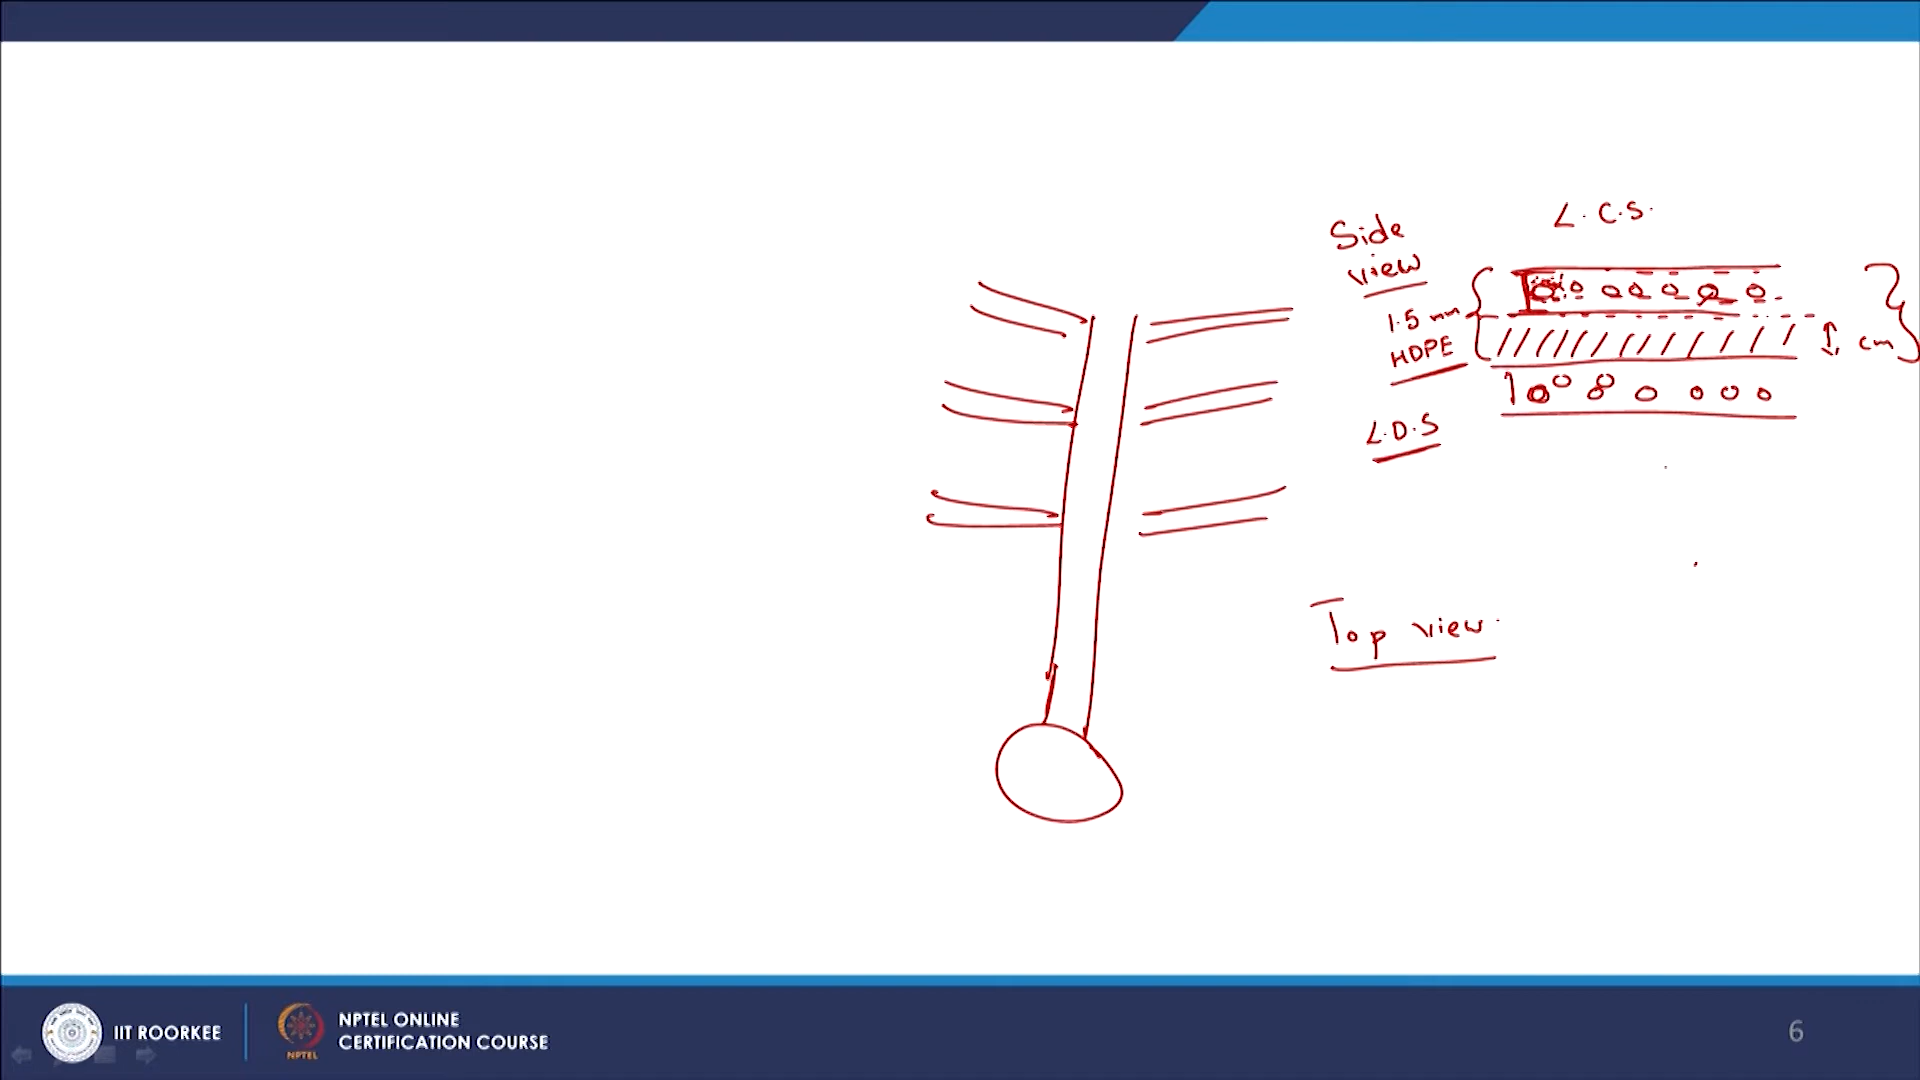 L.C.S.
Side
view
1.5 mm
HDPE
cm
L.D.S
Top view.
IIT ROORKEE
NPTEL
NPTEL ONLINE
CERTIFICATION COURSE
6